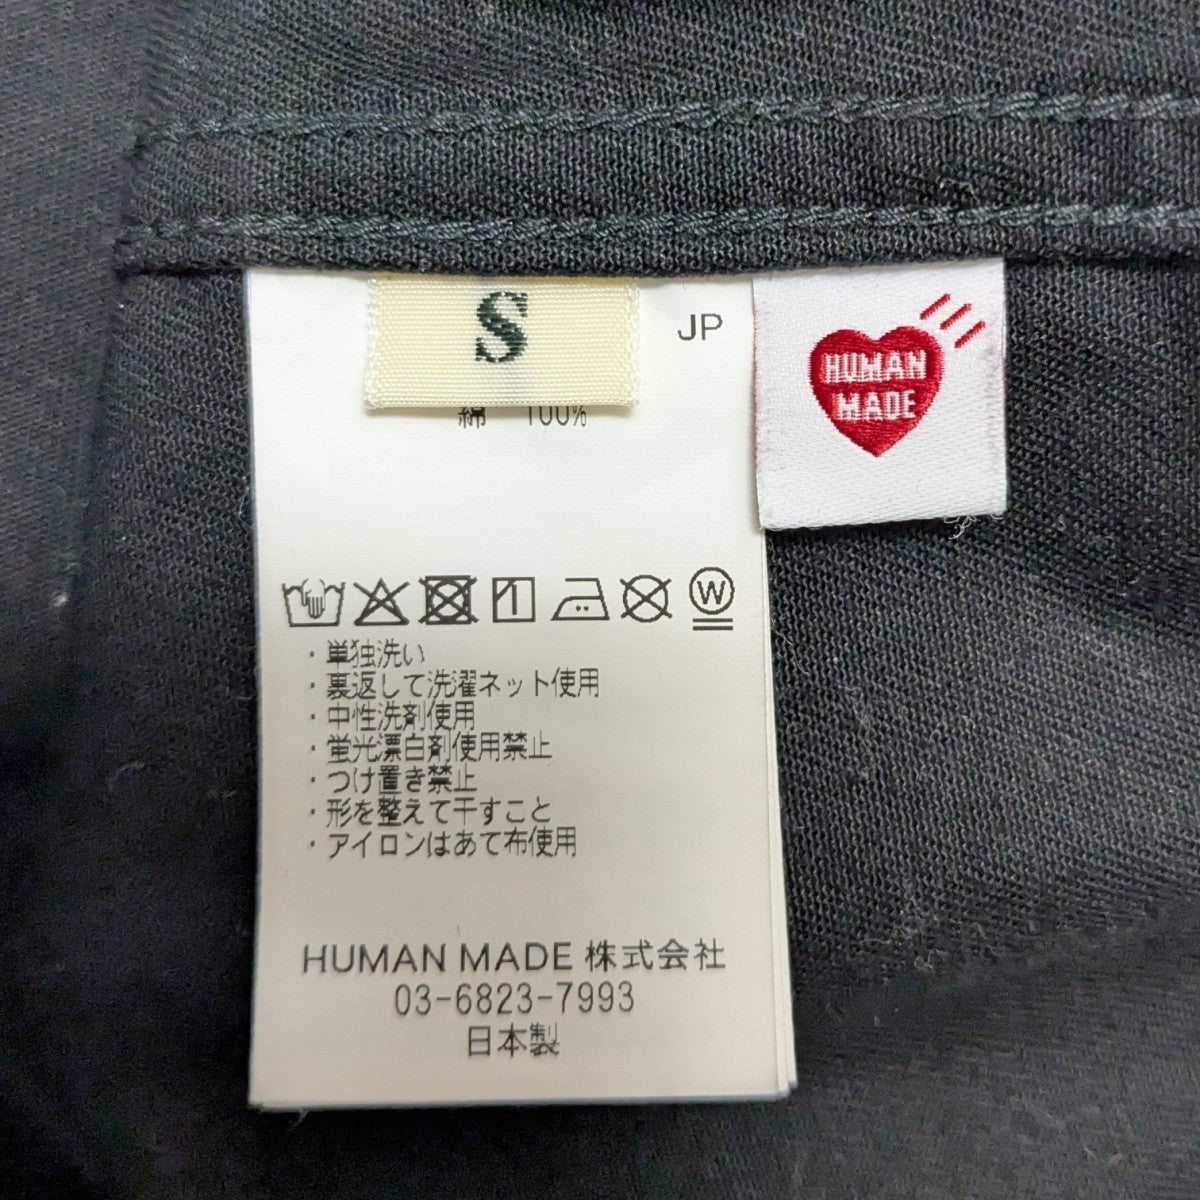 S
JP
HUMAN
MADE
綿 100%
W
・単独洗い
・裏返して洗濯ネット使用
・中性洗剤使用
・蛍光漂白剤使用禁止
・つけ置き禁止
・形を整えて干すこと
・アイロンはあて布使用
HUMAN MADE 株式会社
03-6823-7993
日本製